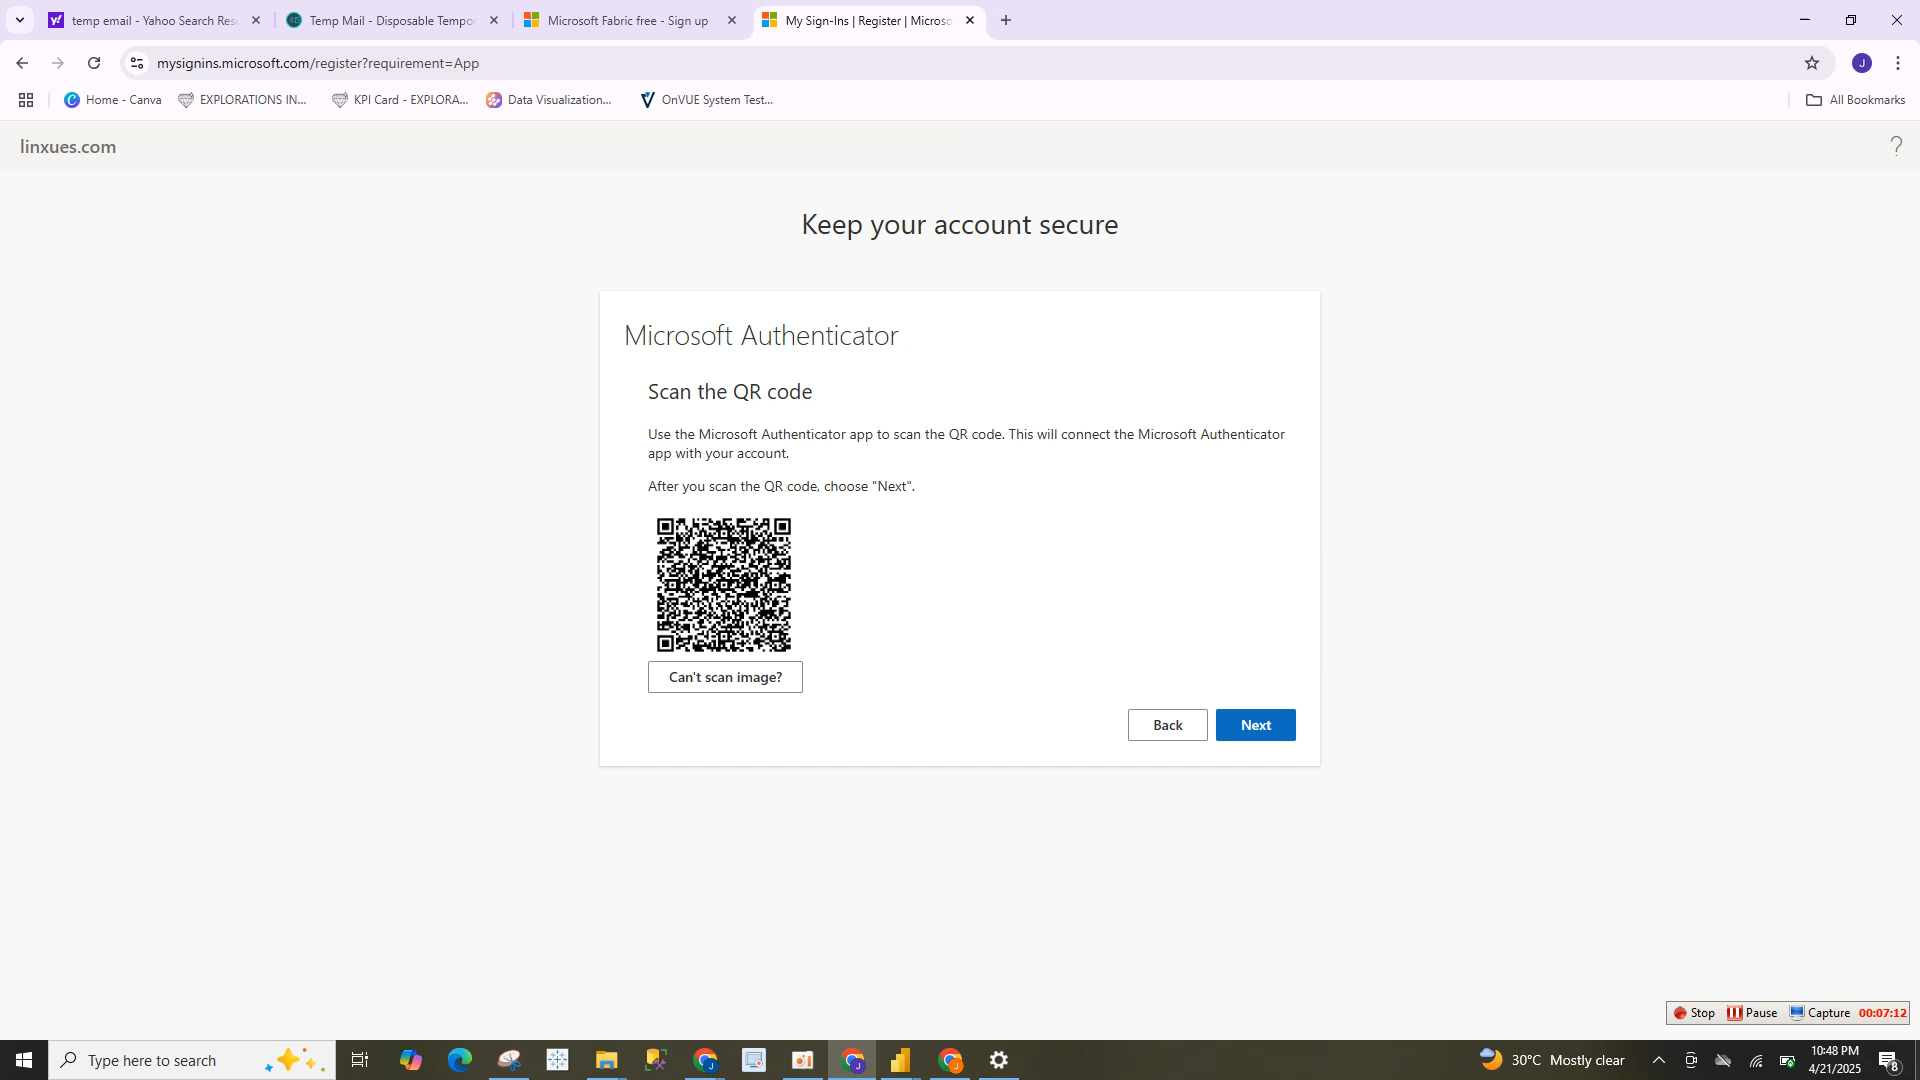 temp email - Yahoo Search Res
Temp Mail - Disposable Tempor
Microsoft Fabric free - Sign up
My Sign-Ins | Register | Microso
mysignins.microsoft.com/register?requirement=App
J
Home - Canva
EXPLORATIONS IN...
KPI Card - EXPLORA...
Data Visualization...
OnVUE System Test...
All Bookmarks
linxues.com
?
Keep your account secure
Microsoft Authenticator
Scan the QR code
Use the Microsoft Authenticator app to scan the QR code. This will connect the Microsoft Authenticator
app with your account.
After you scan the QR code, choose "Next".
Can't scan image?
Back
Next
Stop
Pause
Capture
00:07:12
Type here to search
30°C Mostly clear
10:48 PM
4/21/2025
8